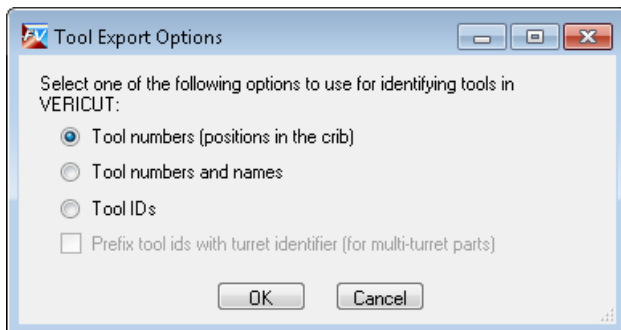 Tool Export Options
Select one of the following options to use for identifying tools in
VERICUT:
Tool numbers (positions in the crib)
Tool numbers and names
Tool IDs
Prefix tool ids with turret identifier (for multi-turret parts)
OK Cancel